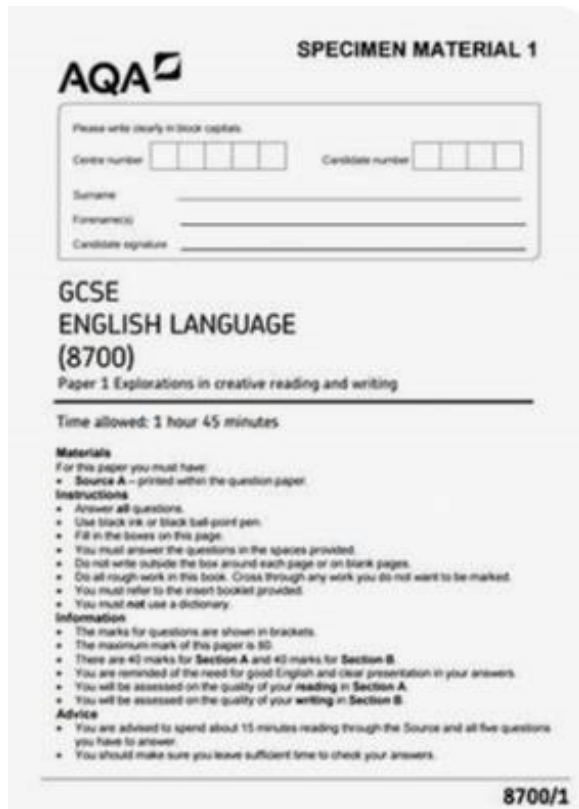 SPECIMEN MATERIAL 1
AQA
Please write clearly in block capitals
Centre number
Candidate number
Surname
Forename(s)
Candidate signature
GCSE
ENGLISH LANGUAGE
(8700)
Paper 1 Explorations in creative reading and writing
Time allowed: 1 hour 45 minutes
Materials
For this paper you must have:
• Source A – printed within the question paper.
Instructions
• Answer all questions.
• Use black ink or black ball-point pen.
• Fill in the boxes on this page.
• You must answer the questions in the spaces provided.
• Do not write outside the box around each page or on blank pages.
• Do all rough work in this book. Cross through any work you do not want to be marked.
• You must refer to the insert booklet provided.
• You must not use a dictionary.
Information
• The marks for questions are shown in brackets.
• The maximum mark of this paper is 80.
• There are 40 marks for Section A and 40 marks for Section B.
• You are reminded of the need for good English and clear presentation in your answers.
• You will be assessed on the quality of your reading in Section A.
• You will be assessed on the quality of your writing in Section B.
Advice
• You are advised to spend about 15 minutes reading through the Source and all five questions
you have to answer.
• You should make sure you leave sufficient time to check your answers.
8700/1